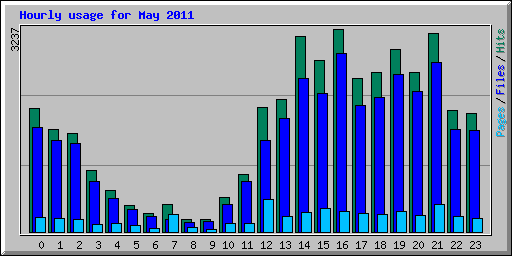 Hourly usage for May 2011
3237
Pages/Files/Hits
0 1 2 3 4 5 6 7 8 9 10 11 12 13 14 15 16 17 18 19 20 21 22 23